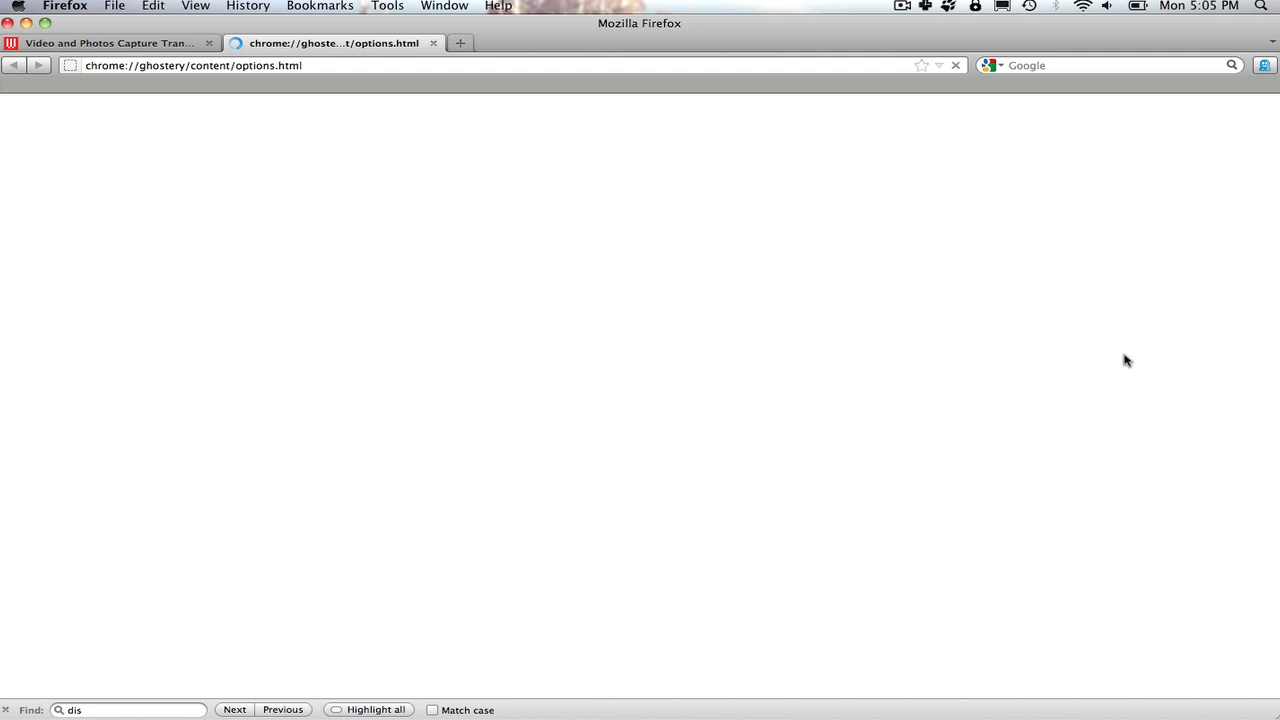 Firefox File Edit View History Bookmarks Tools Window Help Mon 5:05 PM
Mozilla Firefox
Video and Photos Capture Tran... chrome://ghoste...t/options.html
chrome://ghostery/content/options.html Google
Find: dis Next Previous Highlight all Match case